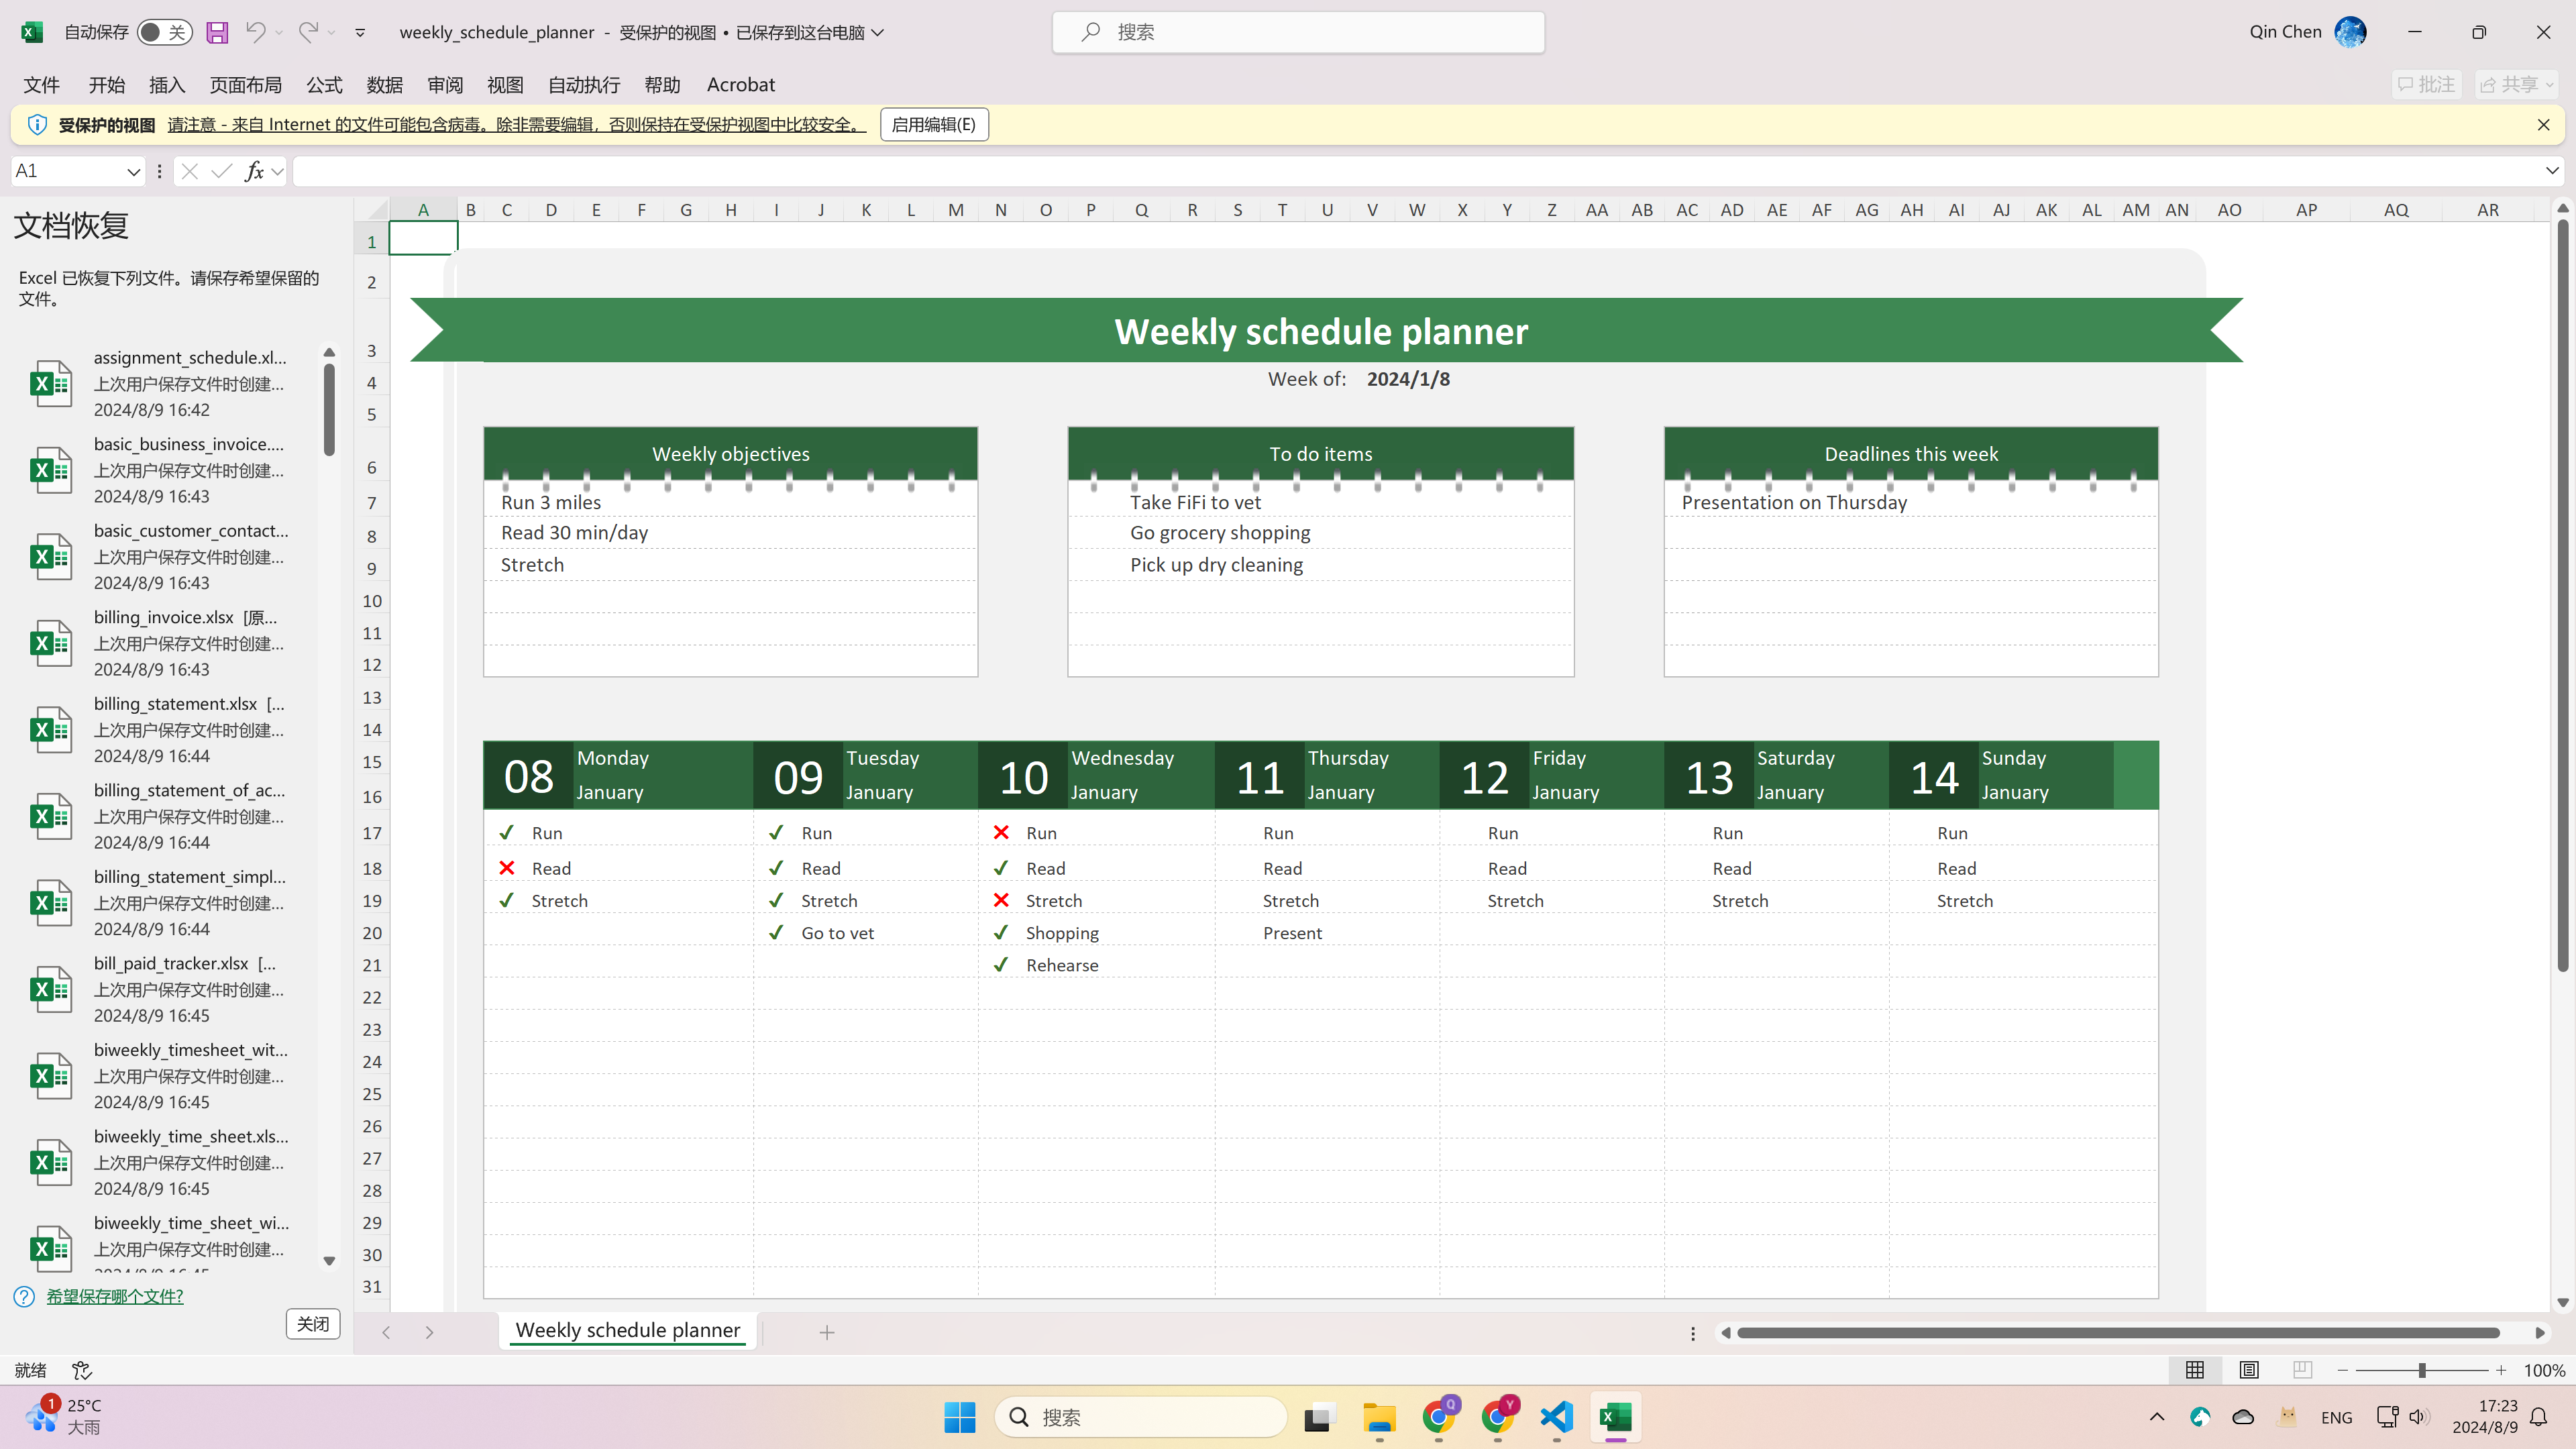 自动保存 关 weekly_schedule_planner - 受保护的视图 • 已保存到这台电脑 搜索 Qin Chen
文件 开始 插入 页面布局 公式 数据 审阅 视图 自动执行 帮助 Acrobat 批注 共享
受保护的视图 请注意 - 来自 Internet 的文件可能包含病毒。除非需要编辑，否则保持在受保护视图中比较安全。 启用编辑(E)
A1 fx
文档恢复
Excel 已恢复下列文件。请保存希望保留的
文件。
assignment_schedule.xl...
上次用户保存文件时创建...
2024/8/9 16:42
basic_business_invoice....
上次用户保存文件时创建...
2024/8/9 16:43
basic_customer_contact...
上次用户保存文件时创建...
2024/8/9 16:43
billing_invoice.xlsx [原...
上次用户保存文件时创建...
2024/8/9 16:43
billing_statement.xlsx [...
上次用户保存文件时创建...
2024/8/9 16:44
billing_statement_of_ac...
上次用户保存文件时创建...
2024/8/9 16:44
billing_statement_simpl...
上次用户保存文件时创建...
2024/8/9 16:44
bill_paid_tracker.xlsx [...
上次用户保存文件时创建...
2024/8/9 16:45
biweekly_timesheet_wit...
上次用户保存文件时创建...
2024/8/9 16:45
biweekly_time_sheet.xls...
上次用户保存文件时创建...
2024/8/9 16:45
biweekly_time_sheet_wi...
上次用户保存文件时创建...
2024/8/9 16:45
希望保存哪个文件?
关闭
A B C D E F G H I J K L M N O P Q R S T U V W X Y Z AA AB AC AD AE AF AG AH AI AJ AK AL AM AN AO AP AQ AR
1
2
3 Weekly schedule planner
4 Week of: 2024/1/8
5
6 Weekly objectives To do items Deadlines this week
7 Run 3 miles Take FiFi to vet Presentation on Thursday
8 Read 30 min/day Go grocery shopping
9 Stretch Pick up dry cleaning
10
11
12
13
14
15 08 Monday 09 Tuesday 10 Wednesday 11 Thursday 12 Friday 13 Saturday 14 Sunday
16 January January January January January January January
17 ✓ Run ✓ Run ✕ Run Run Run Run Run
18 ✕ Read ✓ Read ✓ Read Read Read Read Read
19 ✓ Stretch ✓ Stretch ✕ Stretch Stretch Stretch Stretch Stretch
20 ✓ Go to vet ✓ Shopping Present
21 ✓ Rehearse
22
23
24
25
26
27
28
29
30
31
Weekly schedule planner
就绪 100%
1 25°C
大雨
搜索
Q Y
ENG
17:23
2024/8/9